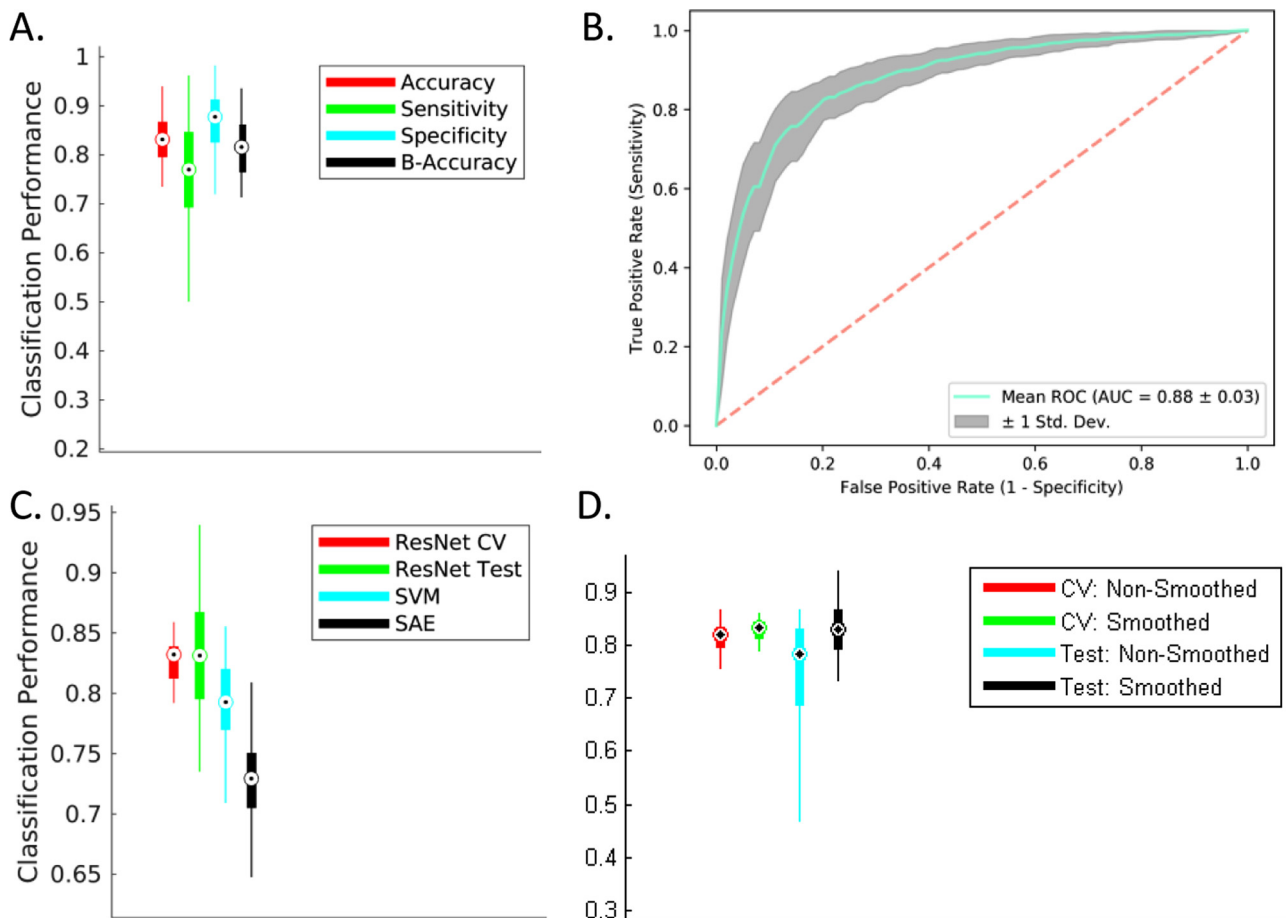 A.
Classification Performance
1
0.9
0.8
0.7
0.6
0.5
0.4
0.3
0.2
Accuracy
Sensitivity
Specificity
B-Accuracy
B.
True Positive Rate (Sensitivity)
1.0
0.8
0.6
0.4
0.2
0.0
Mean ROC (AUC = 0.88 ± 0.03)
± 1 Std. Dev.
0.0 0.2 0.4 0.6 0.8 1.0
False Positive Rate (1 - Specificity)
C.
Classification Performance
0.95
0.9
0.85
0.8
0.75
0.7
0.65
ResNet CV
ResNet Test
SVM
SAE
D.
0.9
0.8
0.7
0.6
0.5
0.4
0.3
CV: Non-Smoothed
CV: Smoothed
Test: Non-Smoothed
Test: Smoothed